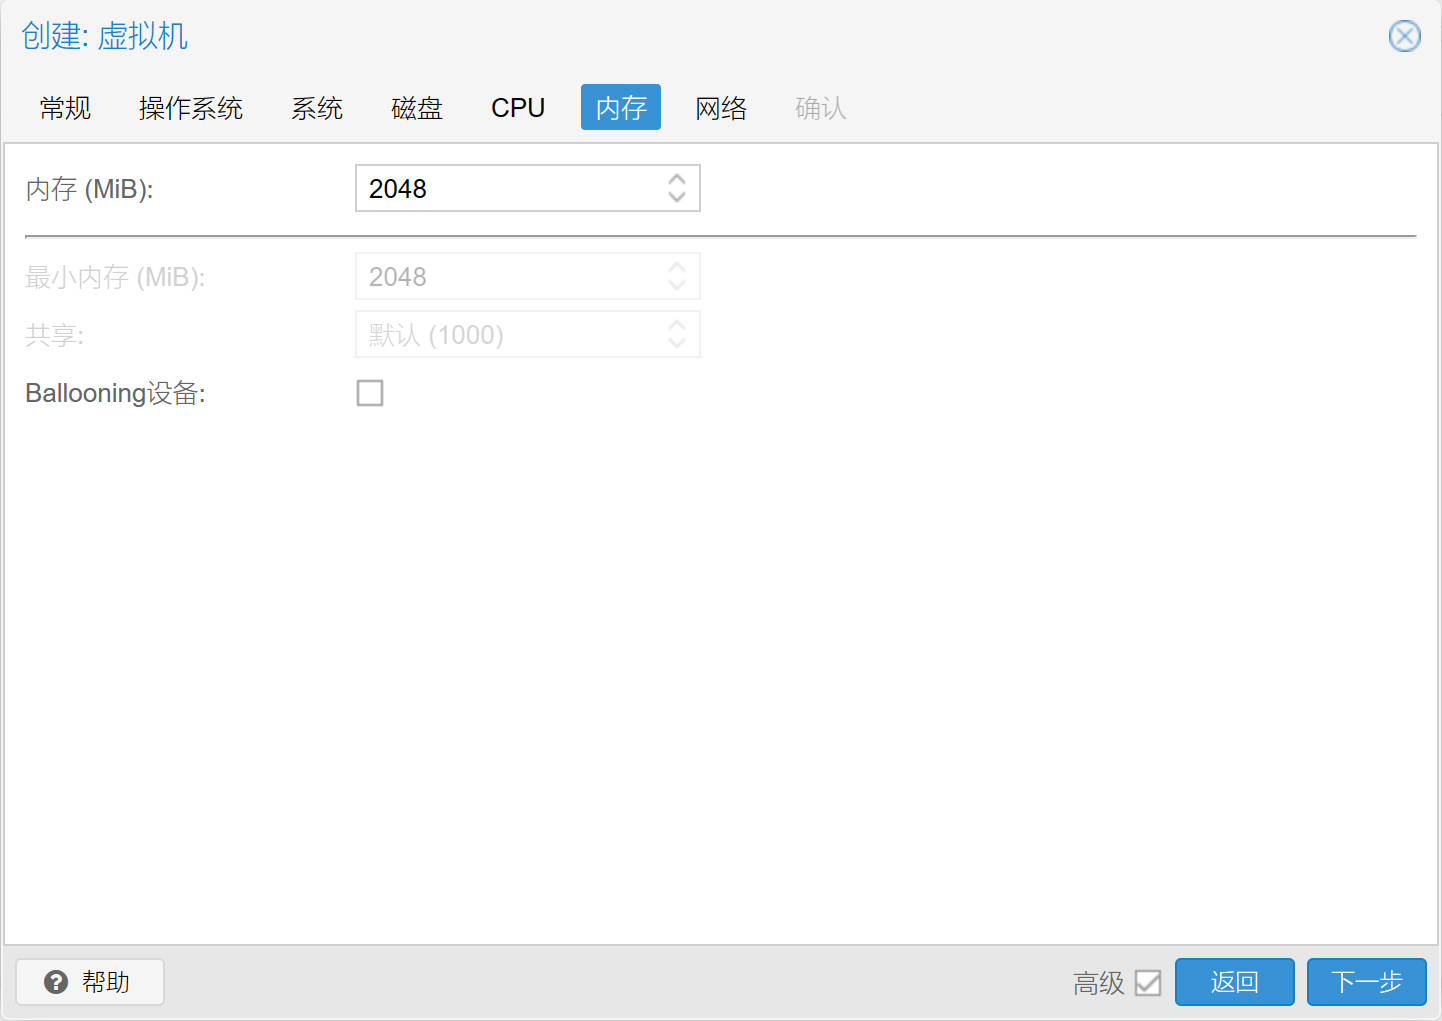 创建: 虚拟机
常规 操作系统 系统 磁盘 CPU 内存 网络 确认
内存 (MiB): 2048
最小内存 (MiB): 2048
共享: 默认 (1000)
Ballooning设备:
帮助 高级 返回 下一步